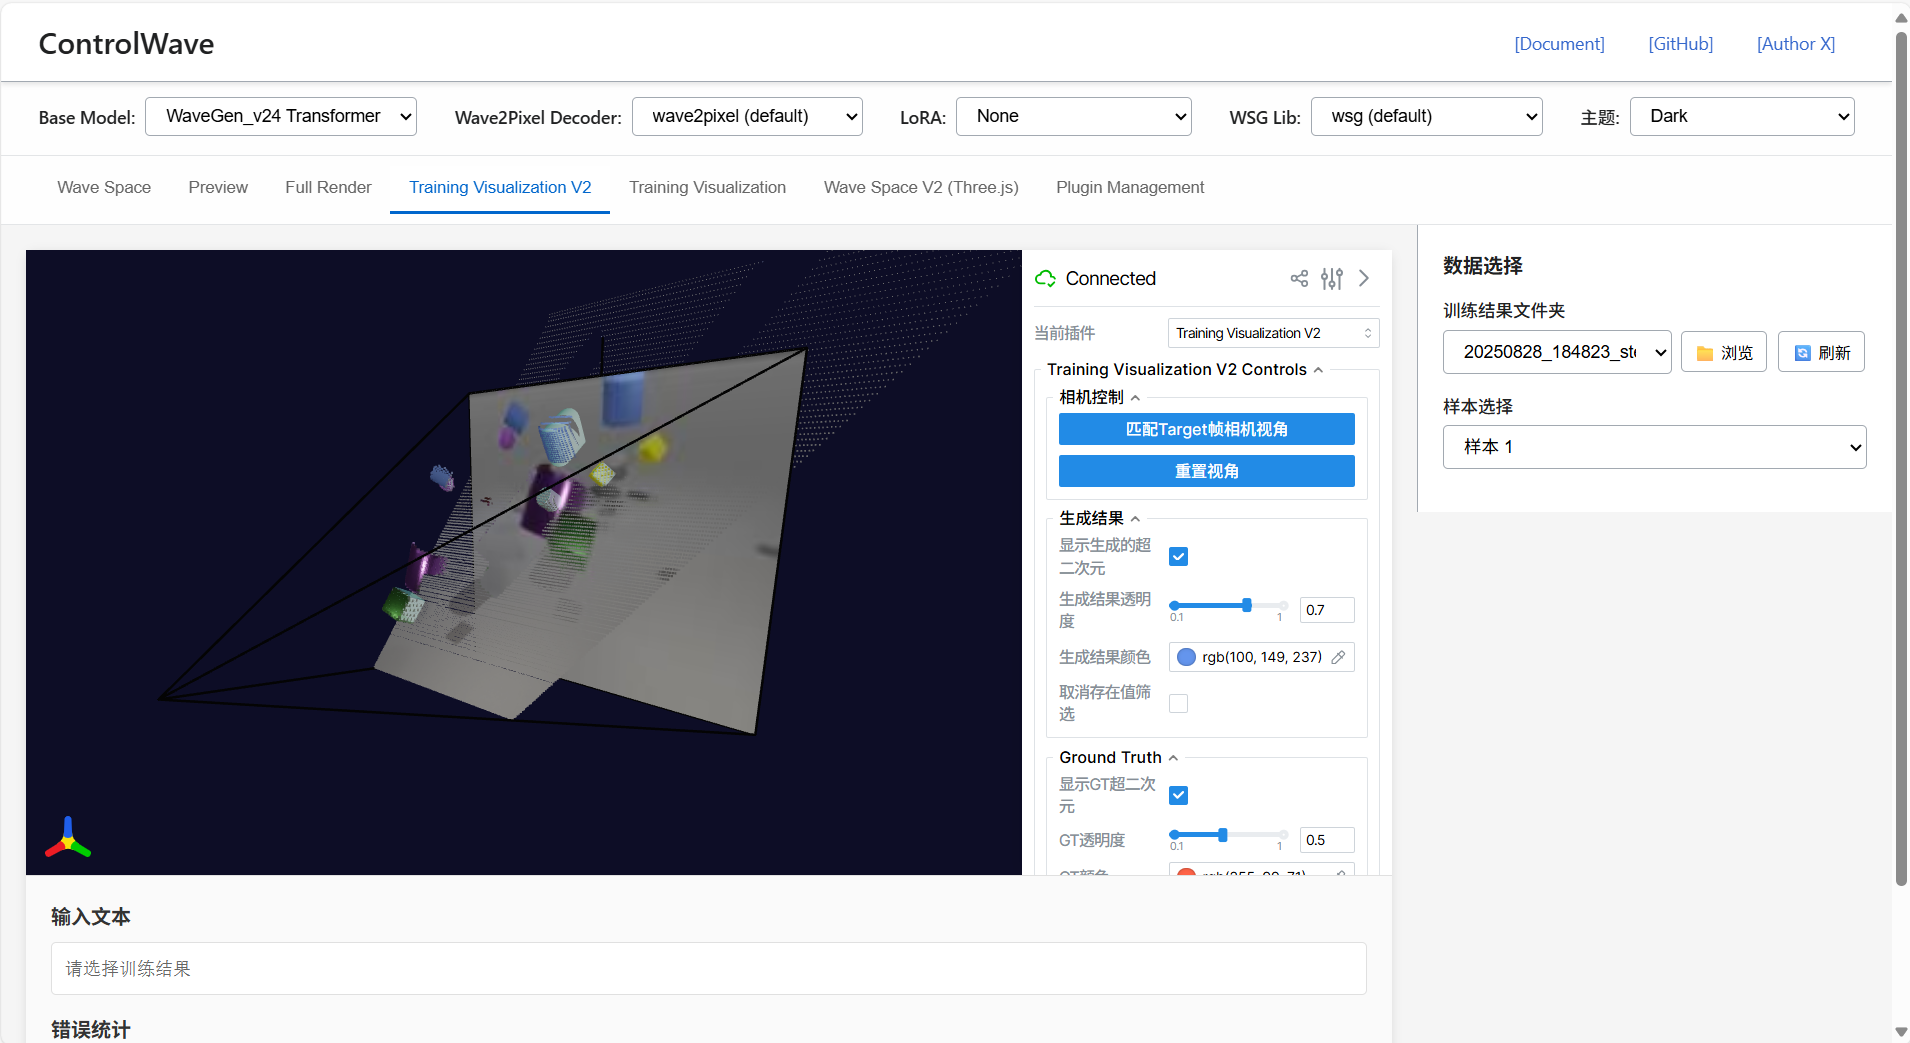 ControlWave
[Document]
[GitHub]
[Author X]
Base Model:
WaveGen_v24 Transformer
Wave2Pixel Decoder:
wave2pixel (default)
LoRA:
None
WSG Lib:
wsg (default)
主题:
Dark
Wave Space
Preview
Full Render
Training Visualization V2
Training Visualization
Wave Space V2 (Three.js)
Plugin Management
Connected
当前插件
Training Visualization V2
Training Visualization V2 Controls
相机控制
匹配Target帧相机视角
重置视角
生成结果
显示生成的超
二次元
生成结果透明
度
0.1
1
0.7
生成结果颜色
rgb(100, 149, 237)
取消存在值筛
选
Ground Truth
显示GT超二次
元
GT透明度
0.1
1
0.5
GT颜色
数据选择
训练结果文件夹
20250828_184823_st
浏览
刷新
样本选择
样本 1
输入文本
请选择训练结果
错误统计